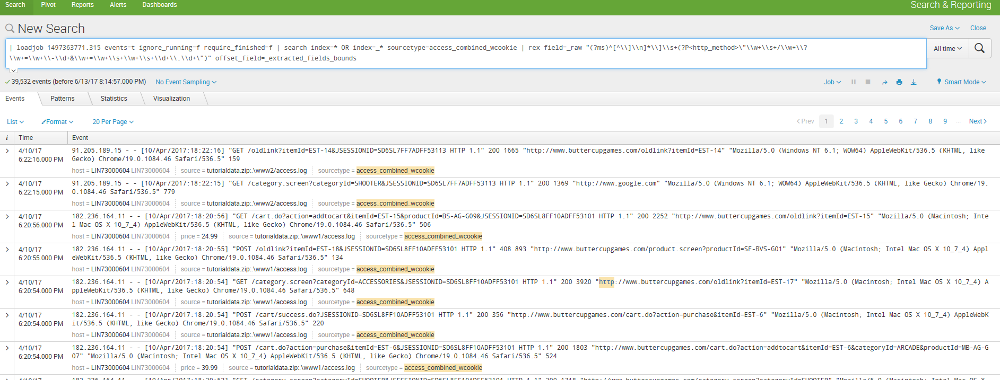 Search Pivot Reports Alerts Dashboards Search & Reporting
New Search Save As Close
| loadjob 1497363771.315 events=t ignore_running=f require_finished=f | search index=* OR index=_* sourcetype=access_combined_wcookie | rex field=_raw "(?ms)^[^\\]\\n]*\\]\\s+(?P<http_method>\"\\w+\\s+/\\w+\\?
\\w+=\\w+\\-\\d+&\\w+=\\w+\\s+\\w+\\s+\\d+\\.\\d+\")" offset_field=_extracted_fields_bounds
All time
39,532 events (before 6/13/17 8:14:57.000 PM) No Event Sampling Job Smart Mode
Events Patterns Statistics Visualization
List Format 20 Per Page < Prev 1 2 3 4 5 6 7 8 9 ... Next >
i Time Event
4/10/17 91.205.189.15 - - [10/Apr/2017:18:22:16] "GET /oldlink?itemId=EST-14&JSESSIONID=SD6SL7FF7ADFF53113 HTTP 1.1" 200 1665 "http://www.buttercupgames.com/oldlink?itemId=EST-14" "Mozilla/5.0 (Windows NT 6.1; WOW64) AppleWebKit/536.5 (KHTML, like
6:22:16.000 PM Gecko) Chrome/19.0.1084.46 Safari/536.5" 159
host = LIN73000604 LIN73000604 source = tutorialdata.zip:.\www2/access.log sourcetype = access_combined_wcookie
4/10/17 91.205.189.15 - - [10/Apr/2017:18:22:15] "GET /category.screen?categoryId=SHOOTER&JSESSIONID=SD6SL7FF7ADFF53113 HTTP 1.1" 200 1369 "http://www.google.com" "Mozilla/5.0 (Windows NT 6.1; WOW64) AppleWebKit/536.5 (KHTML, like Gecko) Chrome/19.
6:22:15.000 PM 0.1084.46 Safari/536.5" 779
host = LIN73000604 LIN73000604 source = tutorialdata.zip:.\www2/access.log sourcetype = access_combined_wcookie
4/10/17 182.236.164.11 - - [10/Apr/2017:18:20:56] "GET /cart.do?action=addtocart&itemId=EST-15&productId=BS-AG-G09&JSESSIONID=SD6SL8FF10ADFF53101 HTTP 1.1" 200 2252 "http://www.buttercupgames.com/oldlink?itemId=EST-15" "Mozilla/5.0 (Macintosh; Inte
6:20:56.000 PM l Mac OS X 10_7_4) AppleWebKit/536.5 (KHTML, like Gecko) Chrome/19.0.1084.46 Safari/536.5" 506
host = LIN73000604 LIN73000604 price = 24.99 source = tutorialdata.zip:.\www1/access.log sourcetype = access_combined_wcookie
4/10/17 182.236.164.11 - - [10/Apr/2017:18:20:55] "POST /oldlink?itemId=EST-18&JSESSIONID=SD6SL8FF10ADFF53101 HTTP 1.1" 408 893 "http://www.buttercupgames.com/product.screen?productId=SF-BVS-G01" "Mozilla/5.0 (Macintosh; Intel Mac OS X 10_7_4) Appl
6:20:55.000 PM eWebKit/536.5 (KHTML, like Gecko) Chrome/19.0.1084.46 Safari/536.5" 134
host = LIN73000604 LIN73000604 source = tutorialdata.zip:.\www1/access.log sourcetype = access_combined_wcookie
4/10/17 182.236.164.11 - - [10/Apr/2017:18:20:54] "GET /category.screen?categoryId=ACCESSORIES&JSESSIONID=SD6SL8FF10ADFF53101 HTTP 1.1" 200 3920 "http://www.buttercupgames.com/oldlink?itemId=EST-17" "Mozilla/5.0 (Macintosh; Intel Mac OS X 10_7_4) A
6:20:54.000 PM ppleWebKit/536.5 (KHTML, like Gecko) Chrome/19.0.1084.46 Safari/536.5" 648
host = LIN73000604 LIN73000604 source = tutorialdata.zip:.\www1/access.log sourcetype = access_combined_wcookie
4/10/17 182.236.164.11 - - [10/Apr/2017:18:20:54] "POST /cart/success.do?JSESSIONID=SD6SL8FF10ADFF53101 HTTP 1.1" 200 356 "http://www.buttercupgames.com/cart.do?action=purchase&itemId=EST-6" "Mozilla/5.0 (Macintosh; Intel Mac OS X 10_7_4) AppleWebK
6:20:54.000 PM it/536.5 (KHTML, like Gecko) Chrome/19.0.1084.46 Safari/536.5" 220
host = LIN73000604 LIN73000604 source = tutorialdata.zip:.\www1/access.log sourcetype = access_combined_wcookie
4/10/17 182.236.164.11 - - [10/Apr/2017:18:20:54] "POST /cart.do?action=purchase&itemId=EST-6&JSESSIONID=SD6SL8FF10ADFF53101 HTTP 1.1" 200 1803 "http://www.buttercupgames.com/cart.do?action=addtocart&itemId=EST-6&categoryId=ARCADE&productId=MB-AG-G
6:20:54.000 PM 07" "Mozilla/5.0 (Macintosh; Intel Mac OS X 10_7_4) AppleWebKit/536.5 (KHTML, like Gecko) Chrome/19.0.1084.46 Safari/536.5" 524
host = LIN73000604 LIN73000604 price = 39.99 source = tutorialdata.zip:.\www1/access.log sourcetype = access_combined_wcookie